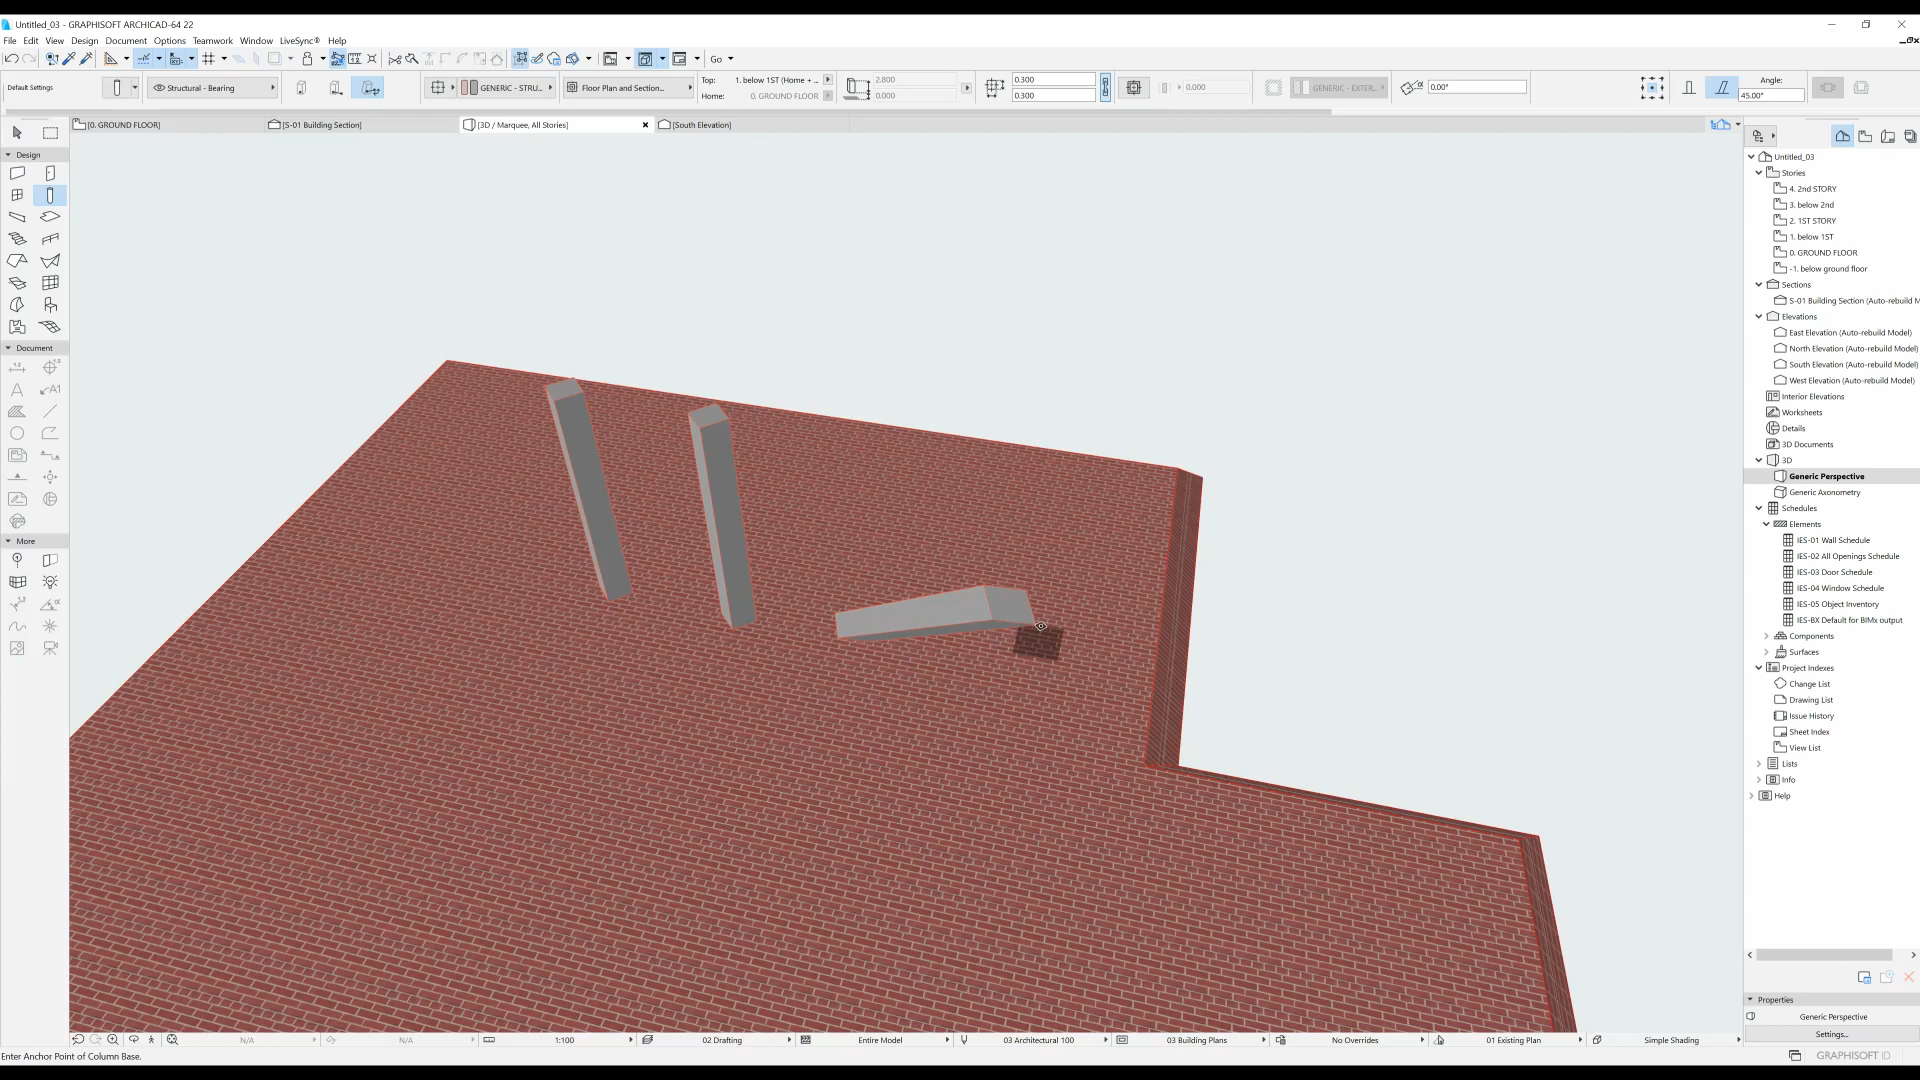 Untitled_03 - GRAPHISOFT ARCHICAD-64 22
File Edit View Design Document Options Teamwork Window LiveSync® Help
Go
Default Settings
Structural - Bearing
GENERIC - STRU...
Floor Plan and Section...
Top: 1. below 1ST (Home + ...
Home: 0. GROUND FLOOR
2.800
0.000
0.300
0.300
0.000
GENERIC - EXTER...
0.00°
Angle:
45.00°
[0. GROUND FLOOR]
[S-01 Building Section]
[3D / Marquee, All Stories]
[South Elevation]
Design
Document
A
A1
More
Untitled_03
Stories
4. 2nd STORY
3. below 2nd
2. 1ST STORY
1. below 1ST
0. GROUND FLOOR
-1. below ground floor
Sections
S-01 Building Section (Auto-rebuild M
Elevations
East Elevation (Auto-rebuild Model)
North Elevation (Auto-rebuild Model)
South Elevation (Auto-rebuild Model)
West Elevation (Auto-rebuild Model)
Interior Elevations
Worksheets
Details
3D Documents
3D
Generic Perspective
Generic Axonometry
Schedules
Elements
IES-01 Wall Schedule
IES-02 All Openings Schedule
IES-03 Door Schedule
IES-04 Window Schedule
IES-05 Object Inventory
IES-BX Default for BIMx output
Components
Surfaces
Project Indexes
Change List
Drawing List
Issue History
Sheet Index
View List
Lists
Info
Help
Properties
Generic Perspective
Settings...
N/A
N/A
1:100
02 Drafting
Entire Model
03 Architectural 100
03 Building Plans
No Overrides
01 Existing Plan
Simple Shading
Enter Anchor Point of Column Base.
GRAPHISOFT ID